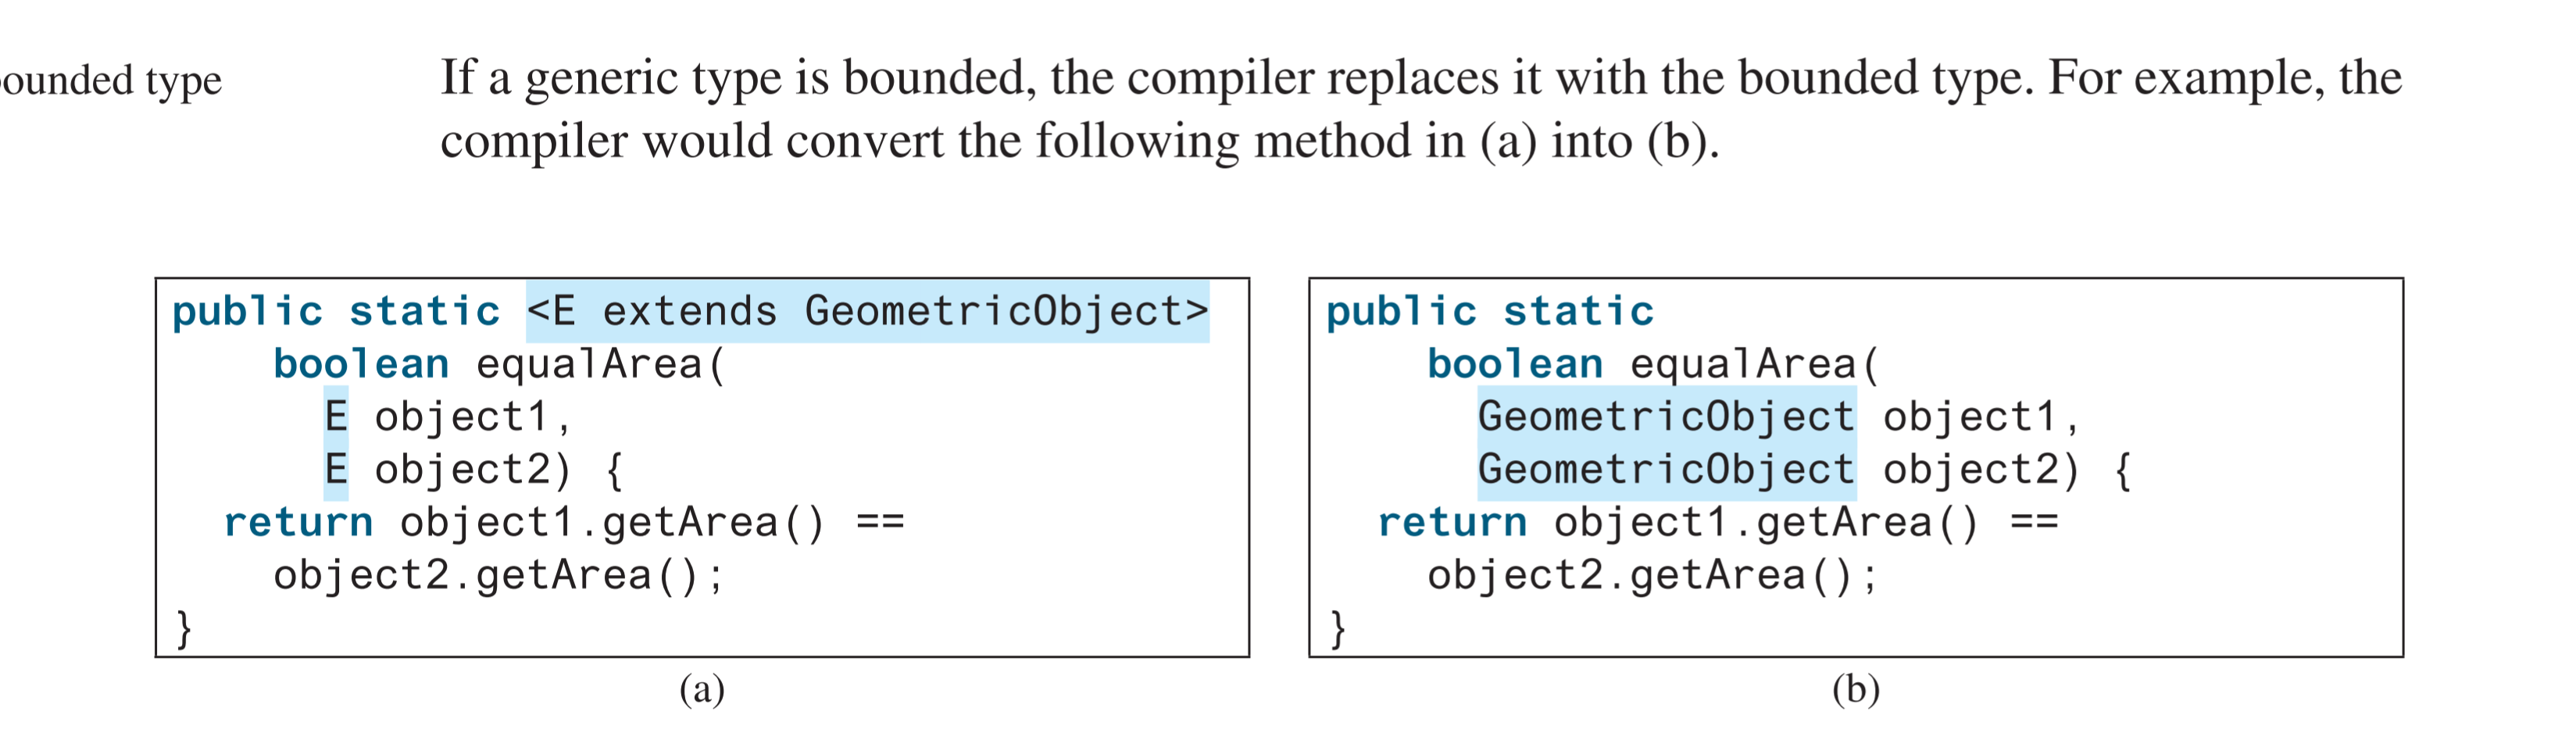 ounded type
If a generic type is bounded, the compiler replaces it with the bounded type. For example, the
compiler would convert the following method in (a) into (b).
public static <E extends GeometricObject>
    boolean equalArea(
      E object1,
      E object2) {
  return object1.getArea() ==
    object2.getArea();
}
(a)
public static
    boolean equalArea(
      GeometricObject object1,
      GeometricObject object2) {
  return object1.getArea() ==
    object2.getArea();
}
(b)